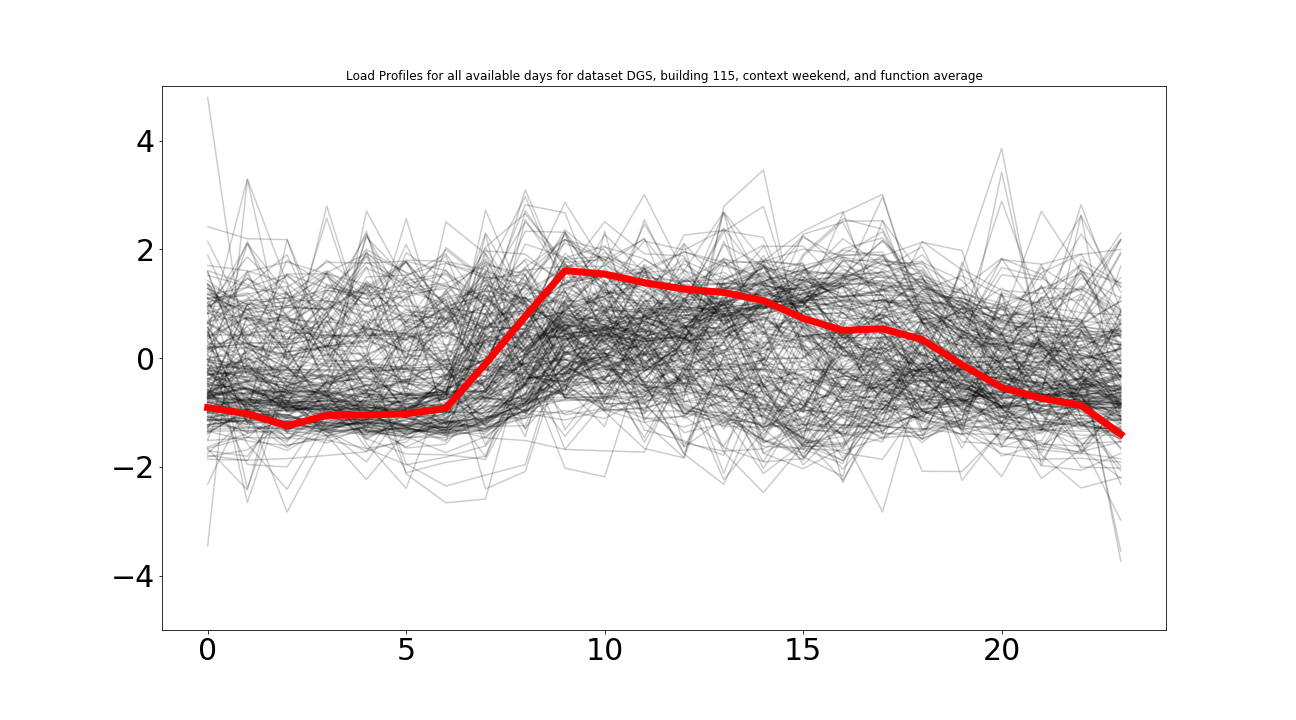 Load Profiles for all available days for dataset DGS, building 115, context weekend, and function average
4
2
0
−2
−4
0 5 10 15 20